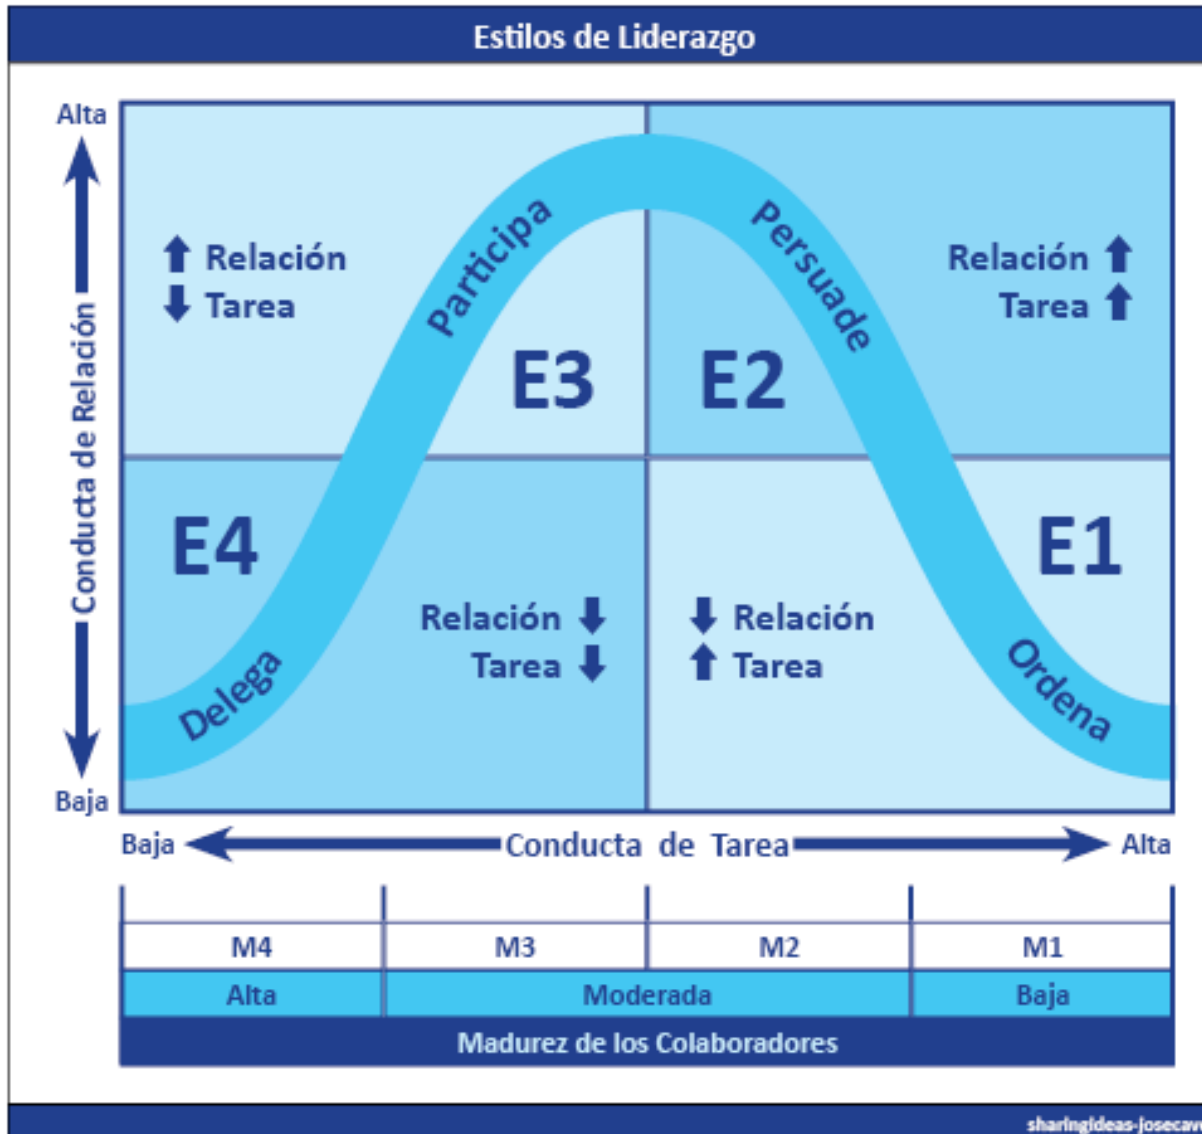 Estilos de Liderazgo
Alta
Conducta de Relación
Baja
Relación
Tarea
Participa
E3
Persuade
E2
Relación
Tarea
E4
Delega
Relación
Tarea
Relación
Tarea
E1
Ordena
Baja
Conducta de Tarea
Alta
M4 M3 M2 M1
Alta Moderada Baja
Madurez de los Colaboradores
sharingideas-josecav